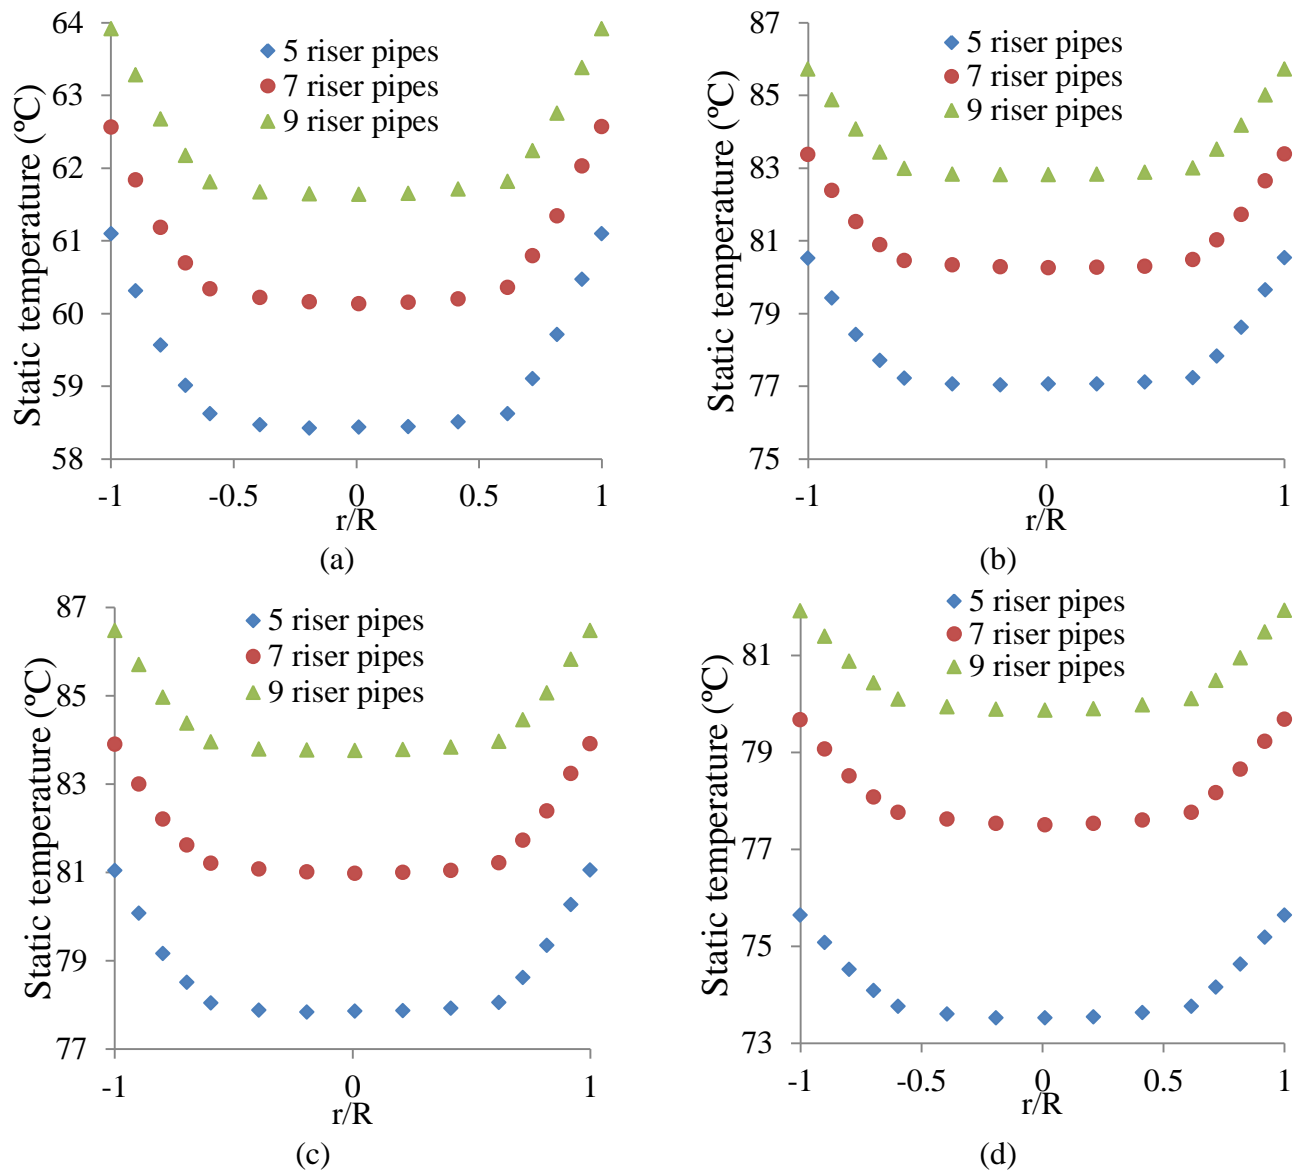 Static temperature (ºC)
64
63
62
61
60
59
58
5 riser pipes
7 riser pipes
9 riser pipes
-1
-0.5
0
0.5
1
r/R
(a)
Static temperature (ºC)
87
85
83
81
79
77
75
5 riser pipes
7 riser pipes
9 riser pipes
-1
0
1
r/R
(b)
Static temperature (ºC)
87
85
83
81
79
77
5 riser pipes
7 riser pipes
9 riser pipes
-1
0
1
r/R
(c)
Static temperature (ºC)
81
79
77
75
73
5 riser pipes
7 riser pipes
9 riser pipes
-1
-0.5
0
0.5
1
r/R
(d)